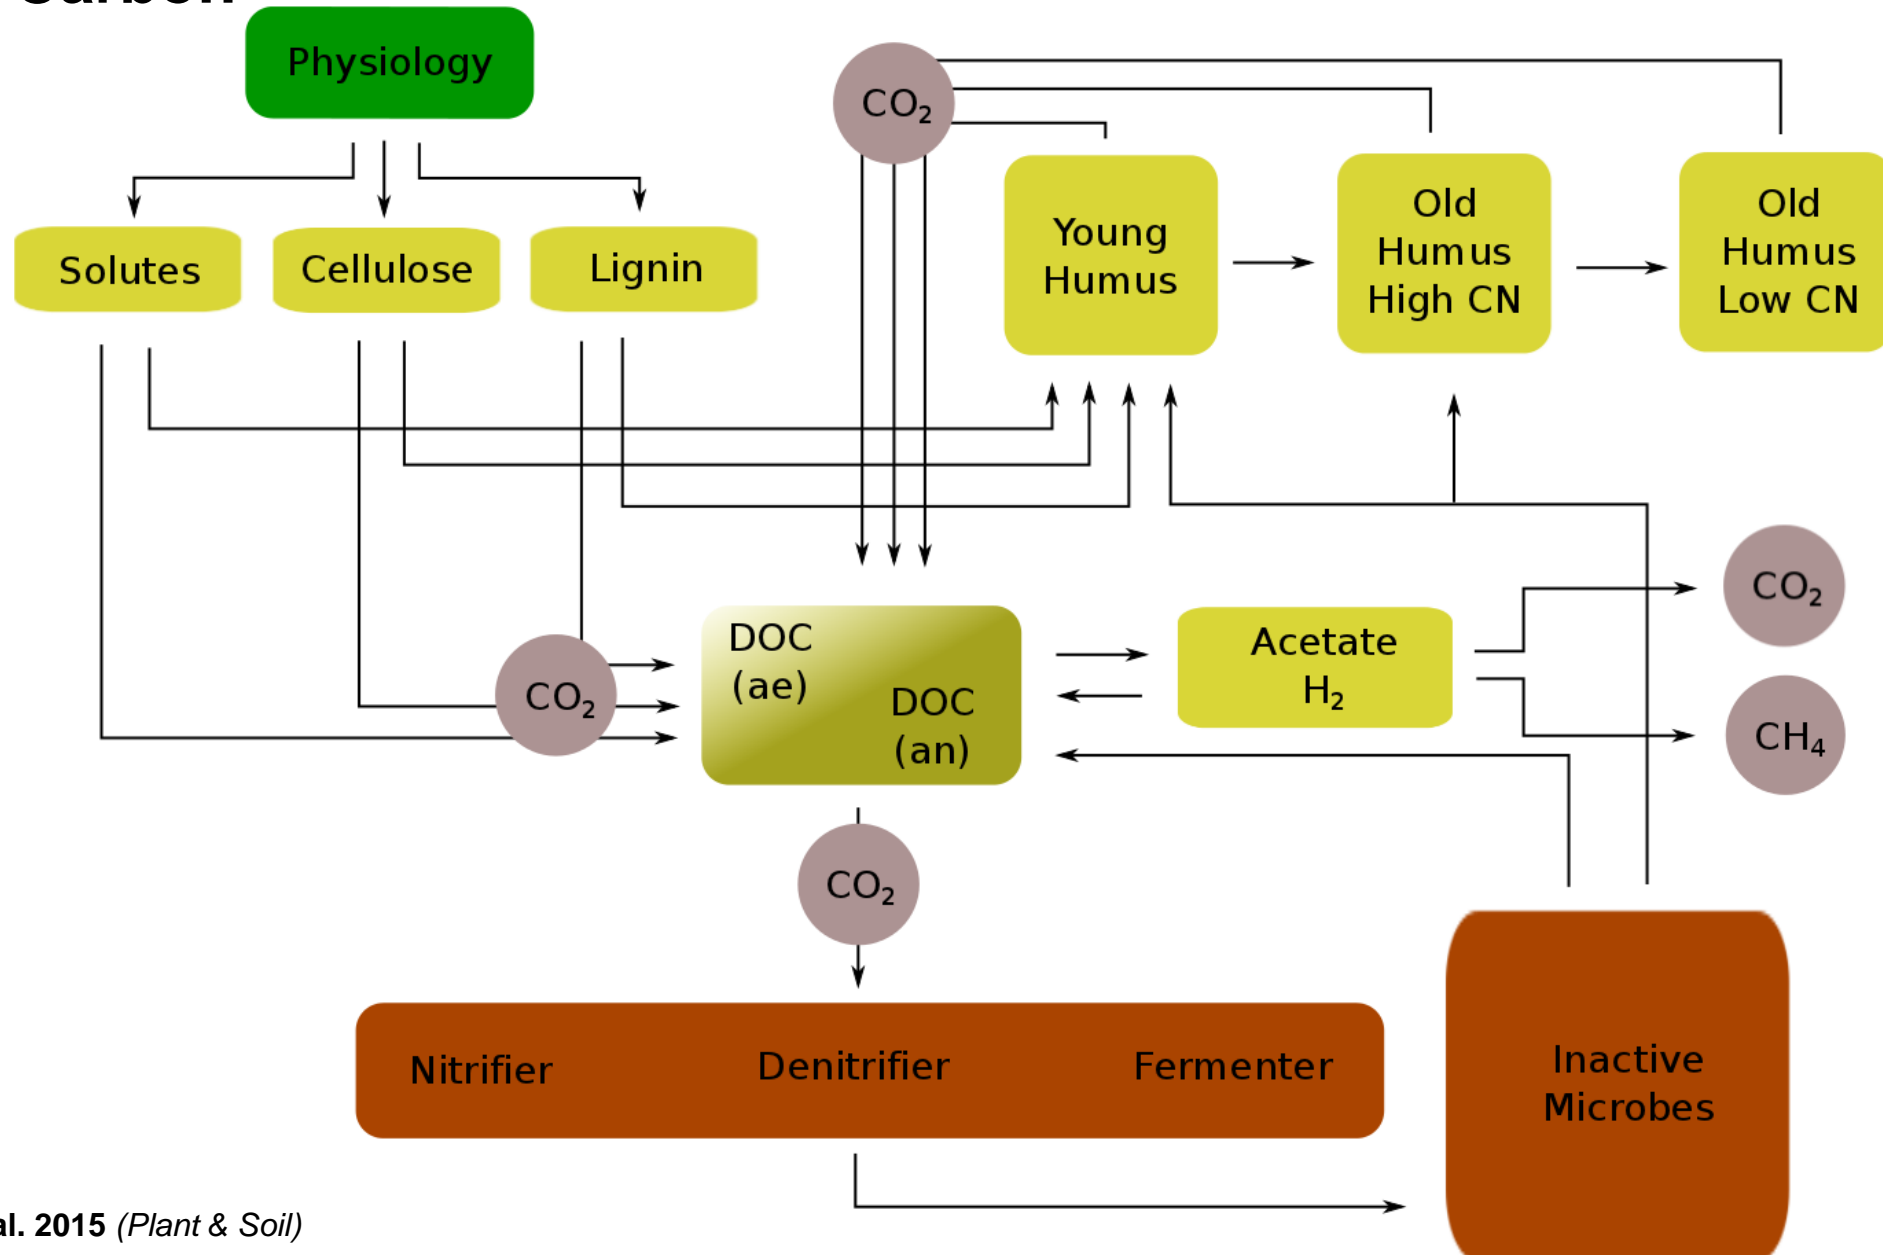 Physiology
CO₂
Solutes
Cellulose
Lignin
Young
Humus
Old
Humus
High CN
Old
Humus
Low CN
CO₂
DOC
(ae)
DOC
(an)
Acetate
H₂
CO₂
CH₄
CO₂
Nitrifier
Denitrifier
Fermenter
Inactive
Microbes
al. 2015 (Plant & Soil)